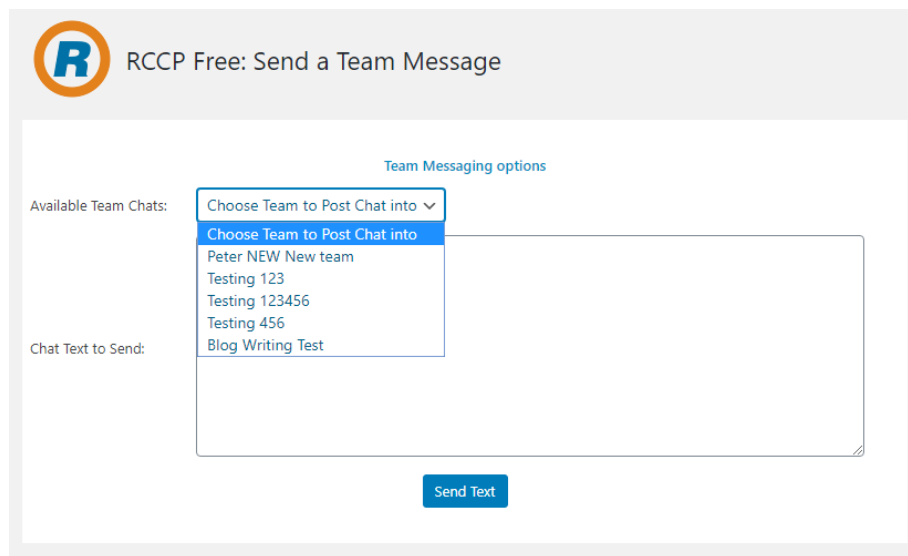 R
RCCP Free: Send a Team Message
Team Messaging options
Available Team Chats:
Choose Team to Post Chat into
Choose Team to Post Chat into
Peter NEW New team
Testing 123
Testing 123456
Testing 456
Blog Writing Test
Chat Text to Send:
Send Text